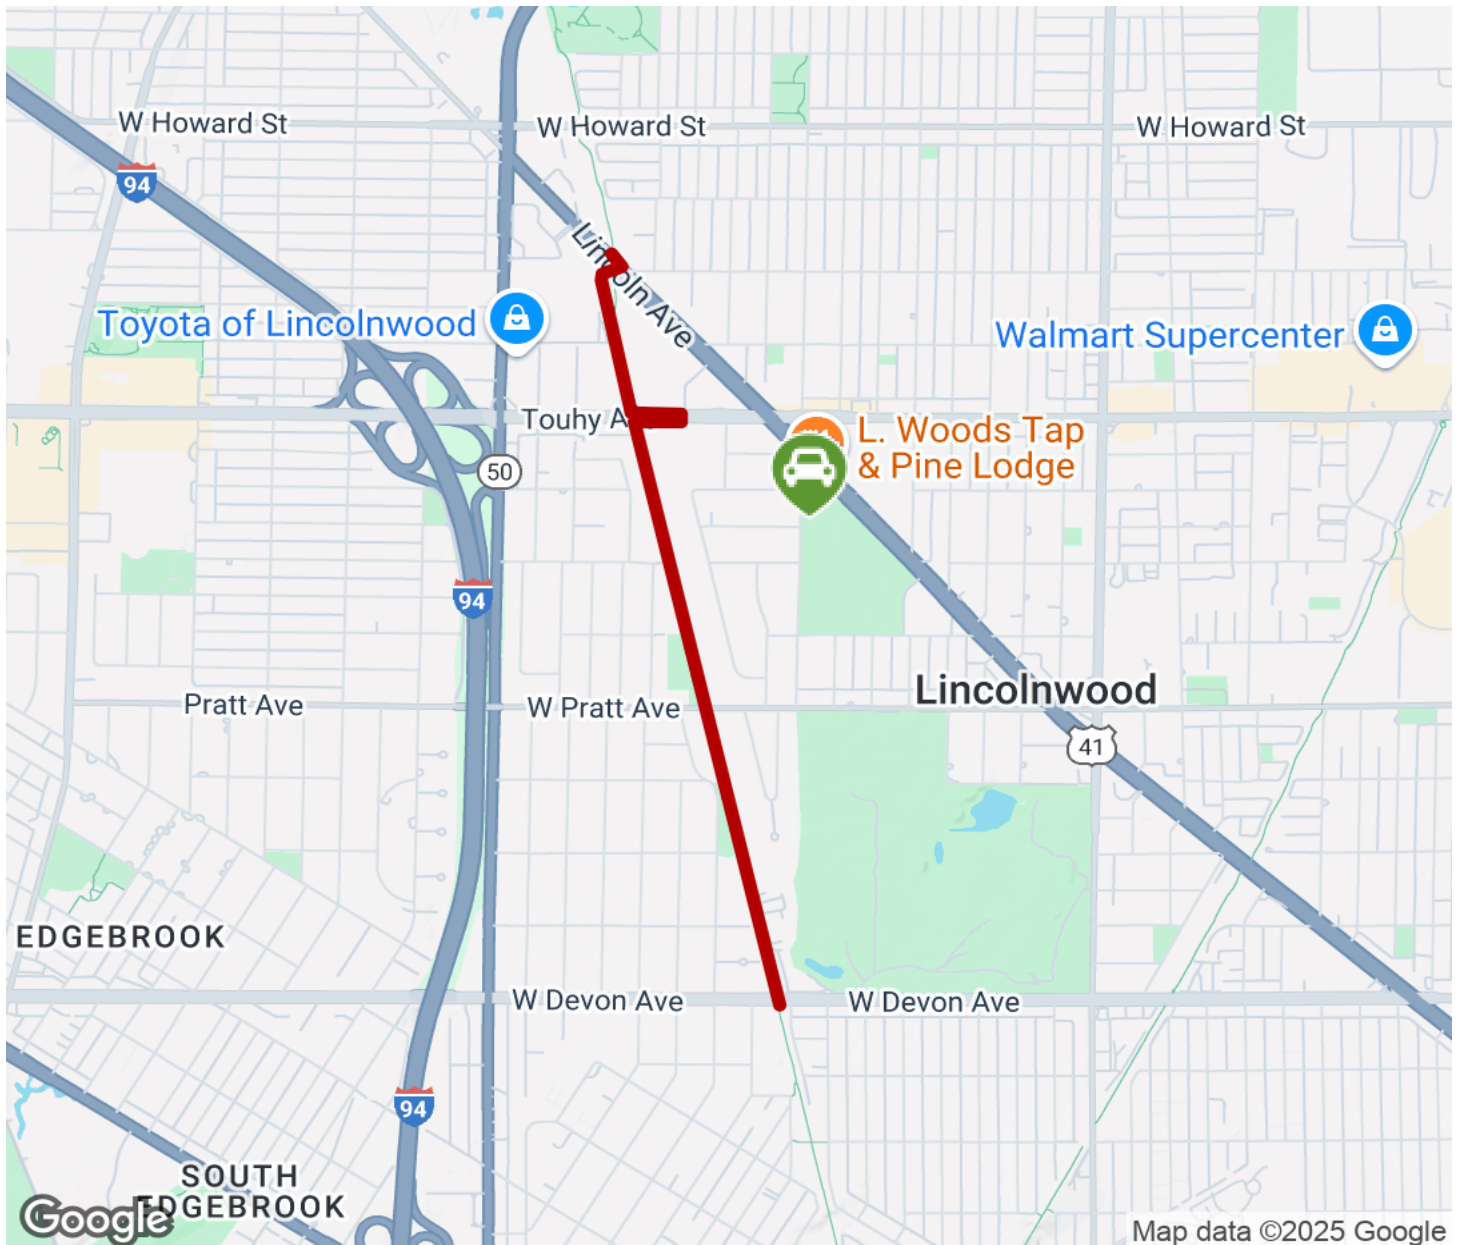 W Howard St
W Howard St
W Howard St
94
Lincoln Ave
Toyota of Lincolnwood
Walmart Supercenter
Touhy A
L. Woods Tap
& Pine Lodge
50
94
Lincolnwood
Pratt Ave
W Pratt Ave
41
EDGEBROOK
W Devon Ave
W Devon Ave
94
SOUTH
EDGEBROOK
Google
Map data ©2025 Google